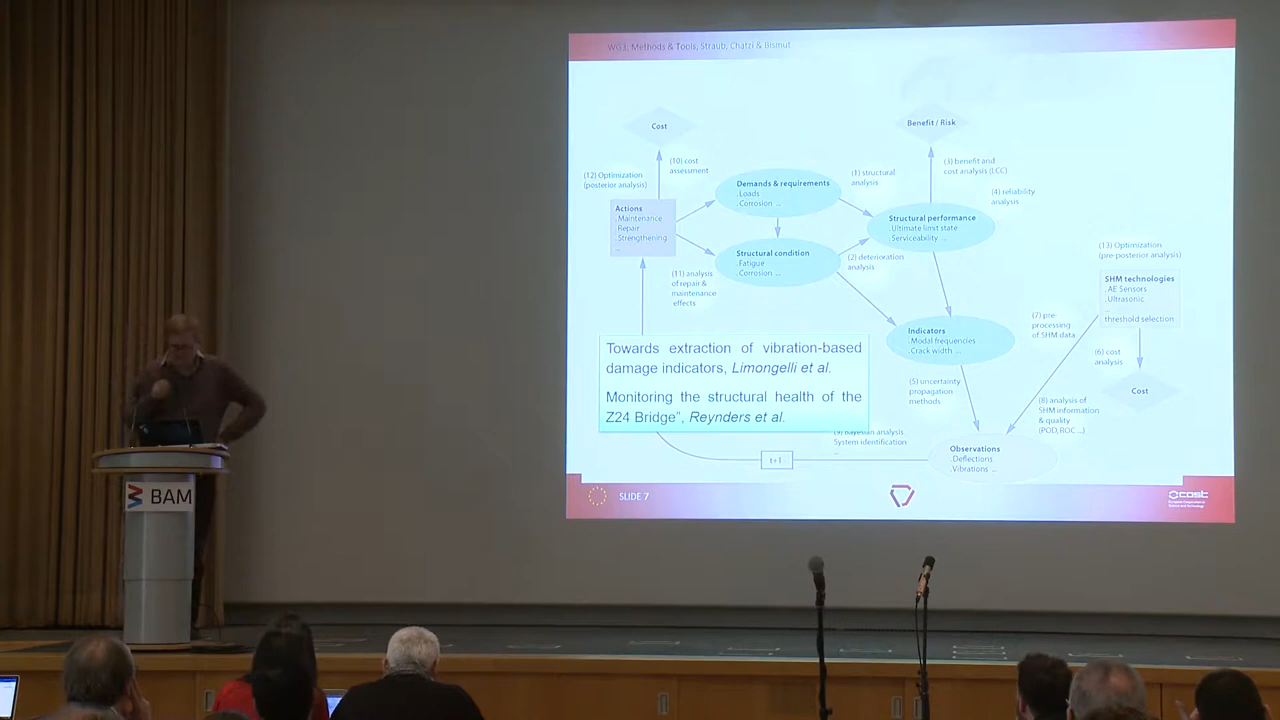 WG3, Methods & Tools, Straub, Chatzi & Bismut
Cost
Benefit / Risk
(10) cost
assessment
(12) Optimization
(posterior analysis)
(3) benefit and
cost analysis (LCC)
(1) structural
analysis
Demands & requirements
. Loads
. Corrosion ...
(4) reliability
analysis
Actions
. Maintenance
. Repair
. Strengthening
...
Structural performance
. Ultimate limit state
Serviceability ...
Structural condition
. Fatigue
. Corrosion ...
(2) deterioration
analysis
(11) analysis
of repair &
maintenance
effects
(13) Optimization
(pre-posterior analysis)
SHM technologies
. AE Sensors
. Ultrasonic
...
threshold selection
(7) pre-
processing
of SHM data
Indicators
. Modal frequencies
. Crack width ...
(6) cost
analysis
Cost
Towards extraction of vibration-based
damage indicators, Limongelli et al.
Monitoring the structural health of the
Z24 Bridge”, Reynders et al.
(5) uncertainty
propagation
methods
(8) analysis of
SHM information
& quality
(POD, ROC ...)
(9) Bayesian analysis
System identification
...
Observations
. Deflections
. Vibrations ...
t+1
SLIDE 7
cost
BAM